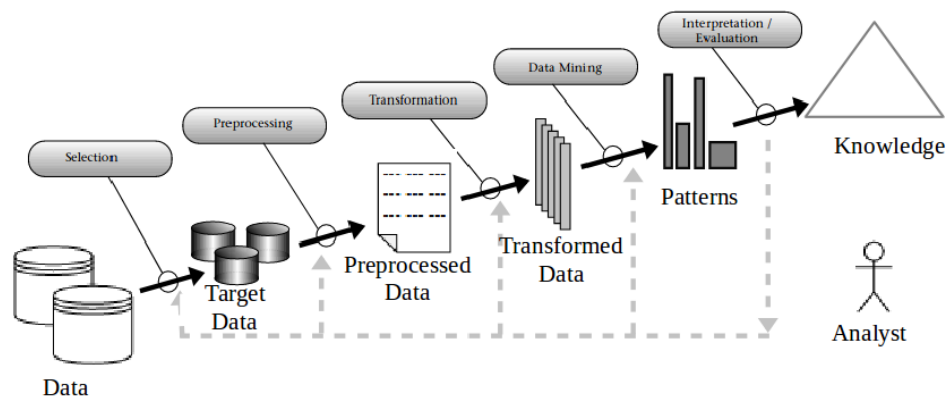 Interpretation /
Evaluation
Data Mining
Transformation
Preprocessing
Selection
Knowledge
Patterns
Transformed
Data
Preprocessed
Data
Target
Data
Data
Analyst